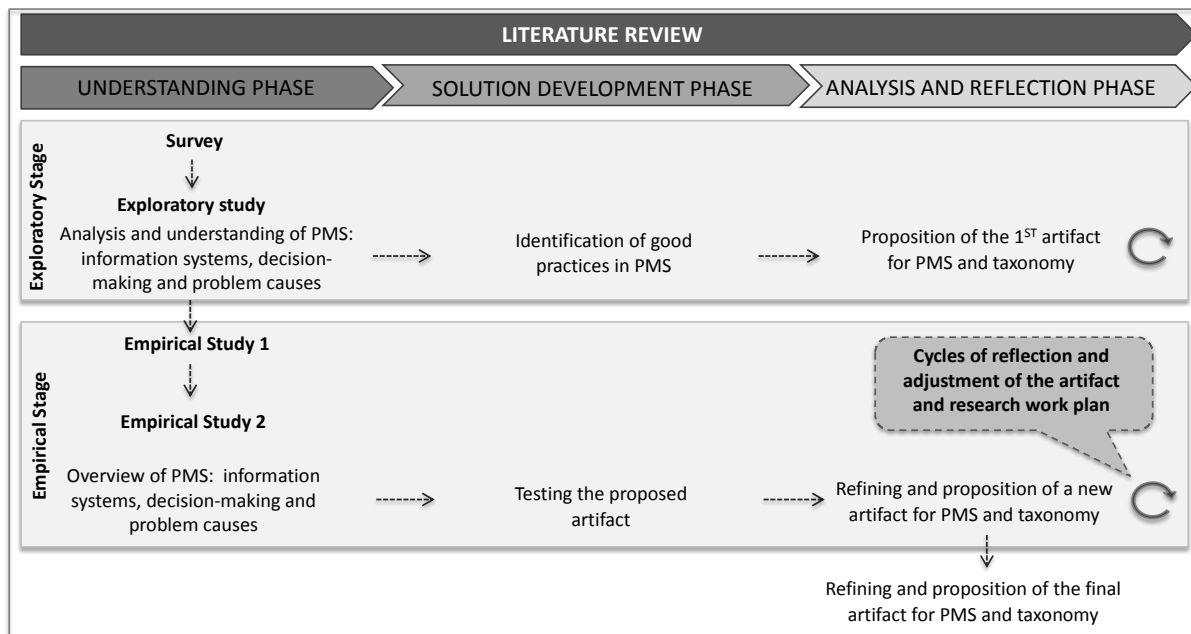 LITERATURE REVIEW
UNDERSTANDING PHASE
SOLUTION DEVELOPMENT PHASE
ANALYSIS AND REFLECTION PHASE
Exploratory Stage
Survey
Exploratory study
Analysis and understanding of PMS:
information systems, decision-
making and problem causes
Identification of good
practices in PMS
Proposition of the 1ST artifact
for PMS and taxonomy
Empirical Stage
Empirical Study 1
Empirical Study 2
Overview of PMS: information
systems, decision-making and
problem causes
Testing the proposed
artifact
Cycles of reflection and
adjustment of the artifact
and research work plan
Refining and proposition of a new
artifact for PMS and taxonomy
Refining and proposition of the final
artifact for PMS and taxonomy